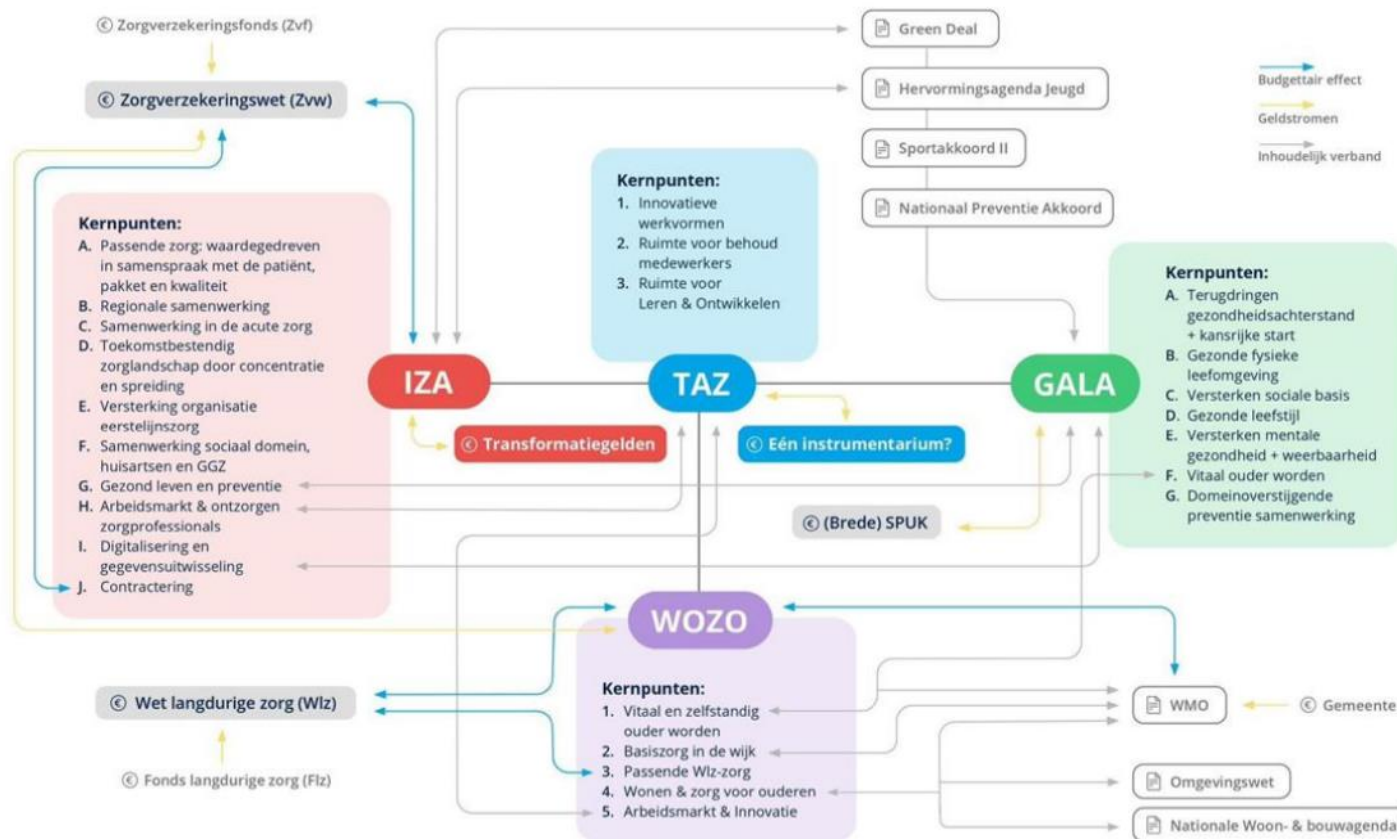 Zorgverzekeringsfonds (Zvf)
Zorgverzekeringswet (Zvw)
Green Deal
Hervormingsagenda Jeugd
Sportakkoord II
Nationaal Preventie Akkoord
Budgettair effect
Geldstromen
Inhoudelijk verband
Kernpunten:
A. Passende zorg: waardegedreven
in samenspraak met de patiënt,
pakket en kwaliteit
B. Regionale samenwerking
C. Samenwerking in de acute zorg
D. Toekomstbestendig
zorglandschap door concentratie
en spreiding
E. Versterking organisatie
eerstelijnszorg
F. Samenwerking sociaal domein,
huisartsen en GGZ
G. Gezond leven en preventie
H. Arbeidsmarkt & ontzorgen
zorgprofessionals
I. Digitalisering en
gegevensuitwisseling
J. Contractering
Kernpunten:
1. Innovatieve
werkvormen
2. Ruimte voor behoud
medewerkers
3. Ruimte voor
Leren & Ontwikkelen
Kernpunten:
A. Terugdringen
gezondheidsachterstand
+ kansrijke start
B. Gezonde fysieke
leefomgeving
C. Versterken sociale basis
D. Gezonde leefstijl
E. Versterken mentale
gezondheid + weerbaarheid
F. Vitaal ouder worden
G. Domeinoverstijgende
preventie samenwerking
IZA
TAZ
GALA
€ Transformatiegelden
€ Eén instrumentarium?
€ (Brede) SPUK
WOZO
Kernpunten:
1. Vitaal en zelfstandig
ouder worden
2. Basiszorg in de wijk
3. Passende Wlz-zorg
4. Wonen & zorg voor ouderen
5. Arbeidsmarkt & Innovatie
€ Wet langdurige zorg (Wlz)
€ Fonds langdurige zorg (Flz)
WMO
€ Gemeente
Omgevingswet
Nationale Woon- & bouwagenda